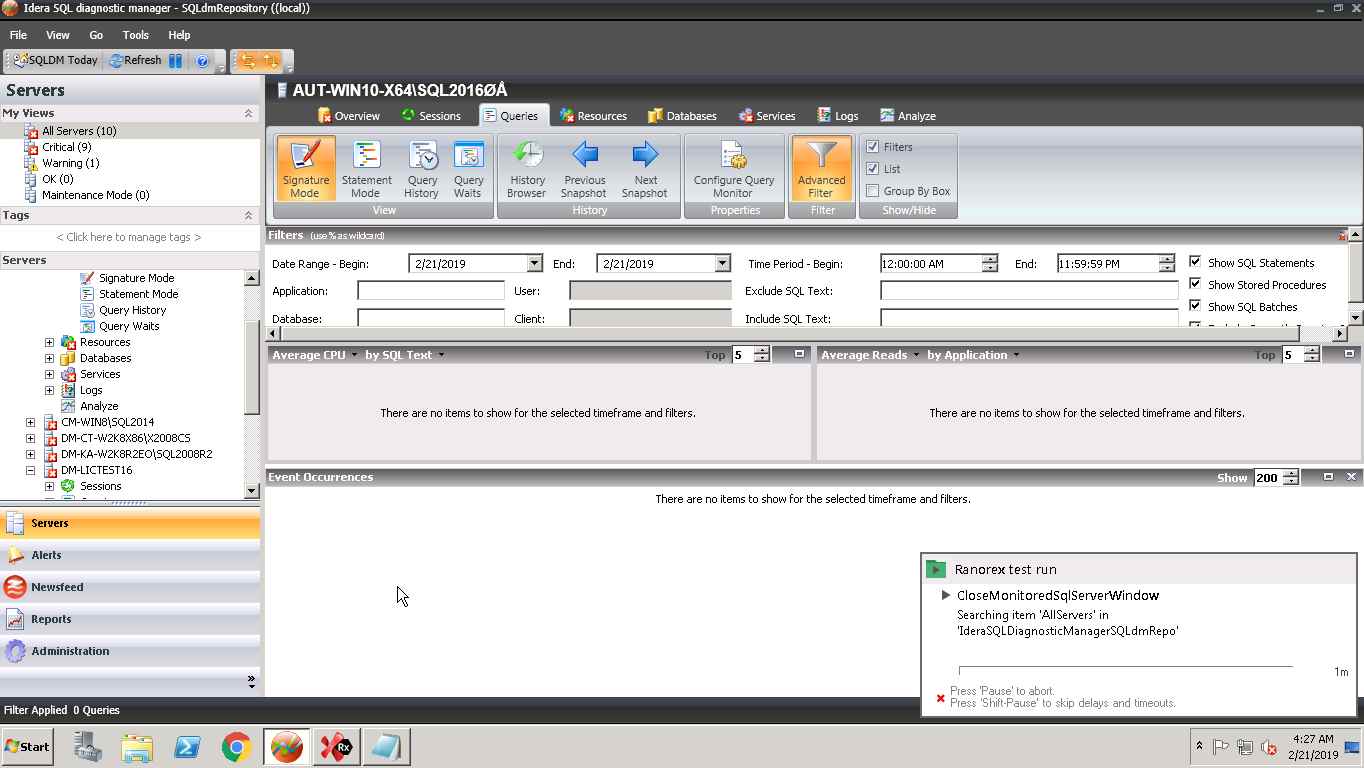 Idera SQL diagnostic manager - SQLdmRepository ((local))
File View Go Tools Help
SQLDM Today Refresh
Servers
My Views
All Servers (10)
Critical (9)
Warning (1)
OK (0)
Maintenance Mode (0)
Tags
< Click here to manage tags >
Servers
Signature Mode
Statement Mode
Query History
Query Waits
Resources
Databases
Services
Logs
Analyze
CM-WIN8\SQL2014
DM-CT-W2K8X86\X2008CS
DM-KA-W2K8R2EO\SQL2008R2
DM-LICTEST16
Sessions
Servers
Alerts
Newsfeed
Reports
Administration
AUT-WIN10-X64\SQL2016ØÅ
Overview Sessions Queries Resources Databases Services Logs Analyze
Signature Mode
Statement Mode
Query History
Query Waits
View
History Browser
Previous Snapshot
Next Snapshot
History
Configure Query Monitor
Properties
Advanced Filter
Filter
Filters
List
Group By Box
Show/Hide
Filters (use % as wildcard)
Date Range - Begin: 2/21/2019 End: 2/21/2019 Time Period - Begin: 12:00:00 AM End: 11:59:59 PM Show SQL Statements
Application: User: Exclude SQL Text: Show Stored Procedures
Show SQL Batches
Database: Client: Include SQL Text:
Average CPU by SQL Text Top 5
There are no items to show for the selected timeframe and filters.
Average Reads by Application Top 5
There are no items to show for the selected timeframe and filters.
Event Occurrences Show 200
There are no items to show for the selected timeframe and filters.
Ranorex test run
CloseMonitoredSqlServerWindow
Searching item 'AllServers' in
'IderaSQLDiagnosticManagerSQLdmRepo'
1m
Press 'Pause' to abort.
Press 'Shift-Pause' to skip delays and timeouts.
Filter Applied 0 Queries
Start
Rx
4:27 AM
2/21/2019